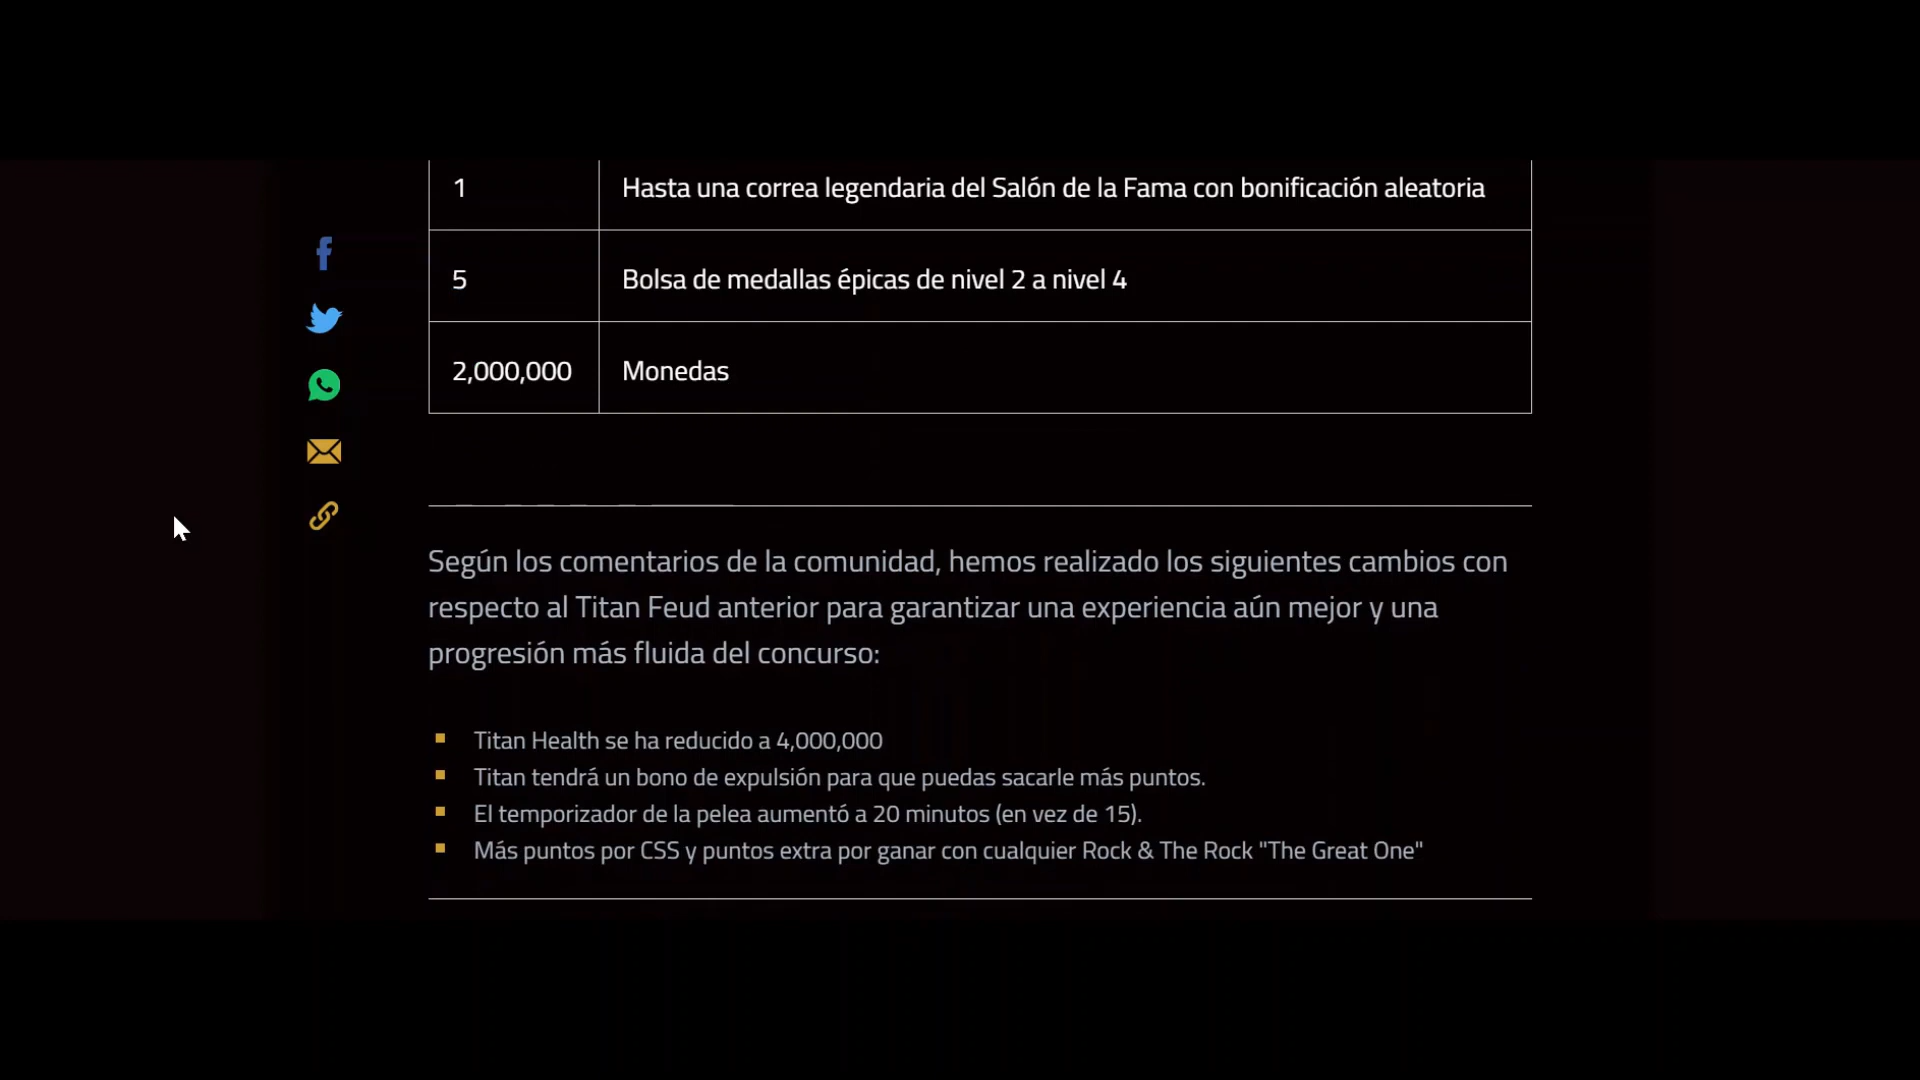 1
Hasta una correa legendaria del Salón de la Fama con bonificación aleatoria
5
Bolsa de medallas épicas de nivel 2 a nivel 4
2,000,000
Monedas
Según los comentarios de la comunidad, hemos realizado los siguientes cambios con
respecto al Titan Feud anterior para garantizar una experiencia aún mejor y una
progresión más fluida del concurso:
Titan Health se ha reducido a 4,000,000
Titan tendrá un bono de expulsión para que puedas sacarle más puntos.
El temporizador de la pelea aumentó a 20 minutos (en vez de 15).
Más puntos por CSS y puntos extra por ganar con cualquier Rock & The Rock "The Great One"